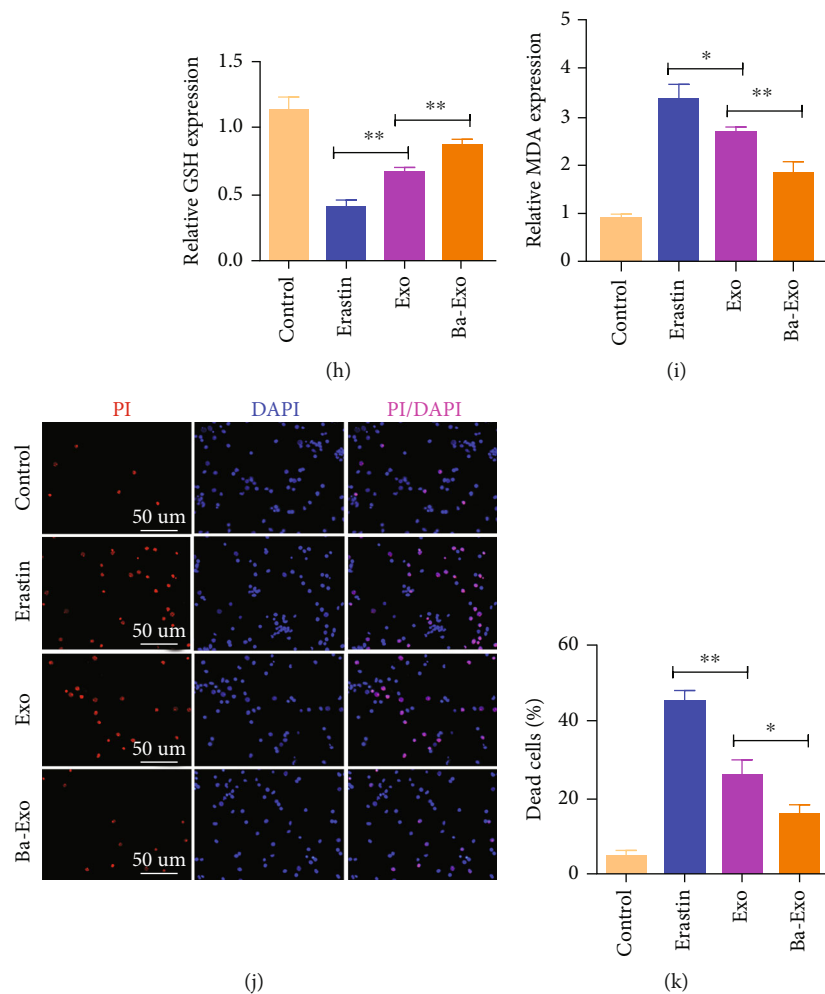 Relative GSH expression
1.5
1.0
0.5
0.0
**
**
Control
Erastin
Exo
Ba-Exo
(h)
Relative MDA expression
5
4
3
2
1
0
*
**
Control
Erastin
Exo
Ba-Exo
(i)
PI DAPI PI/DAPI
Control
50 um
Erastin
50 um
Exo
50 um
Ba-Exo
50 um
(j)
Dead cells (%)
60
40
20
0
**
*
Control
Erastin
Exo
Ba-Exo
(k)